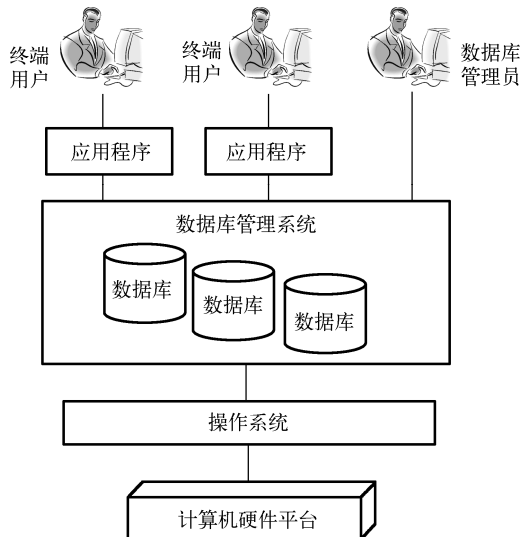 终端
用户
终端
用户
数据库
管理员
应用程序
应用程序
数据库管理系统
数据库
数据库
数据库
操作系统
计算机硬件平台